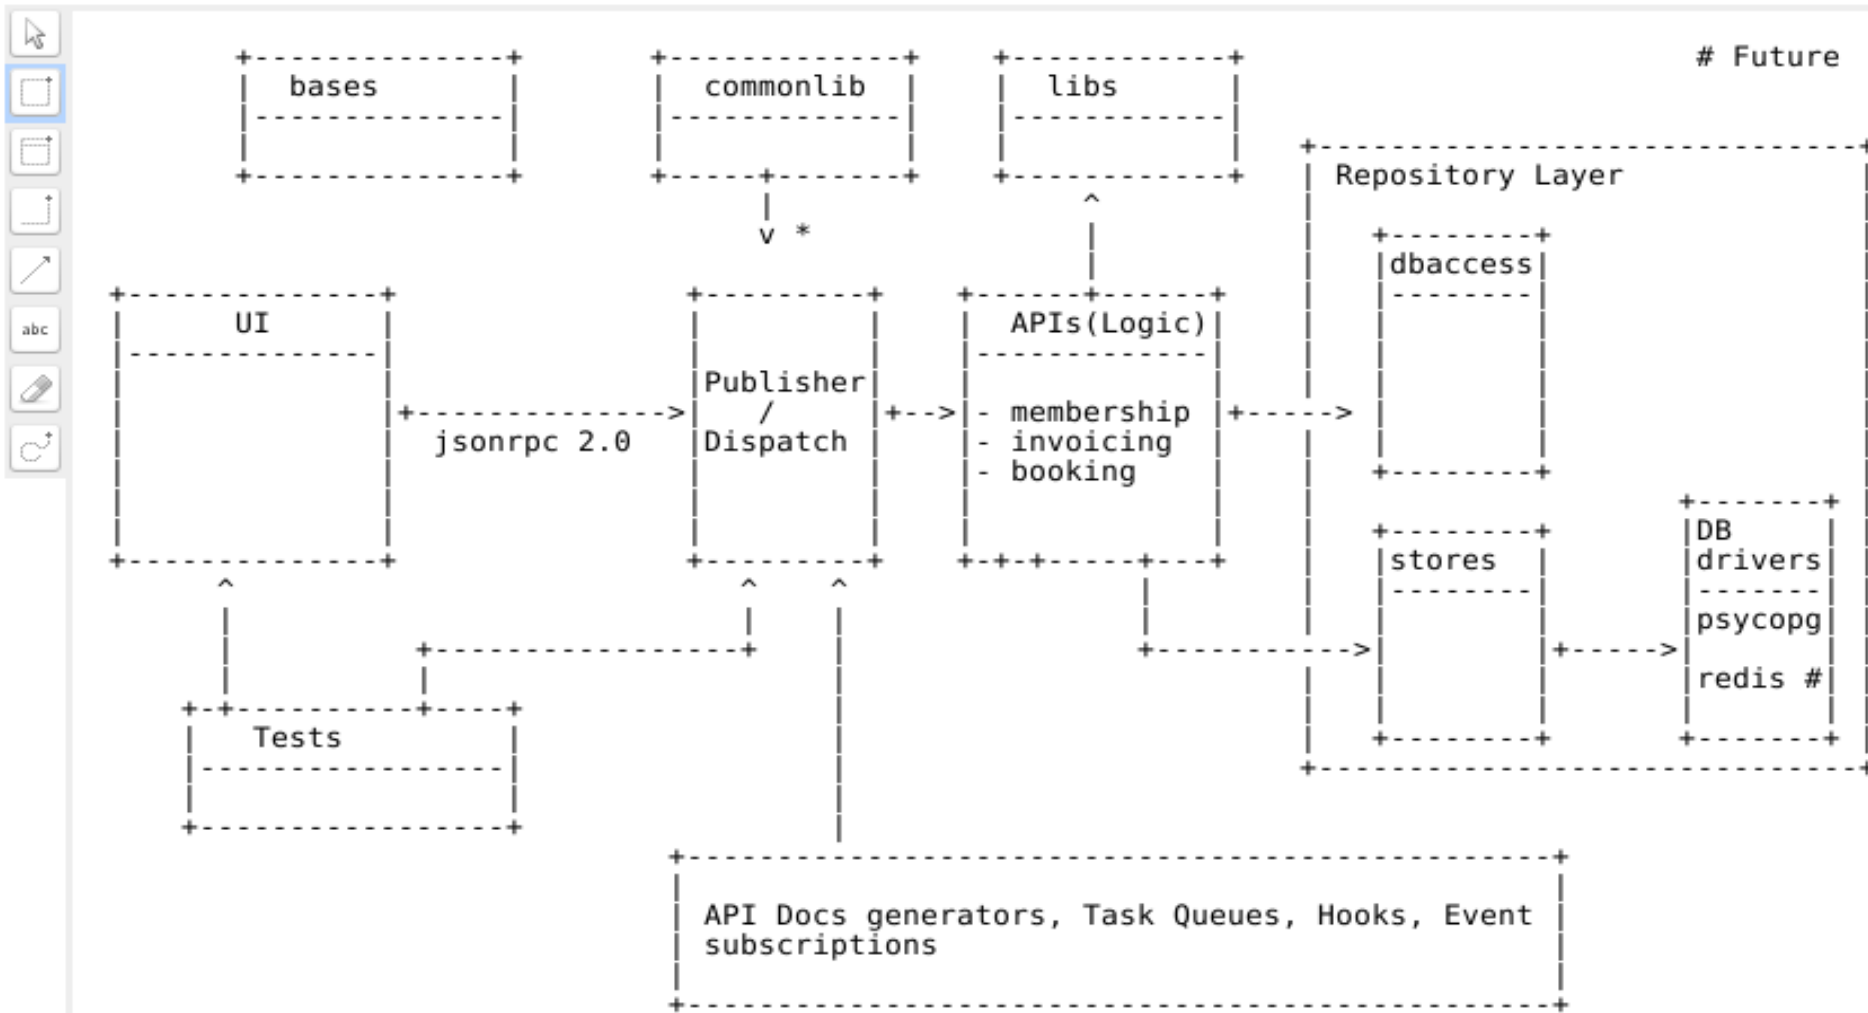 # Future
bases
commonlib
libs
Repository Layer
*
dbaccess
UI
APIs(Logic)
Publisher
/
Dispatch
jsonrpc 2.0
- membership
- invoicing
- booking
stores
DB
drivers
psycopg
redis #
Tests
API Docs generators, Task Queues, Hooks, Event
subscriptions
abc